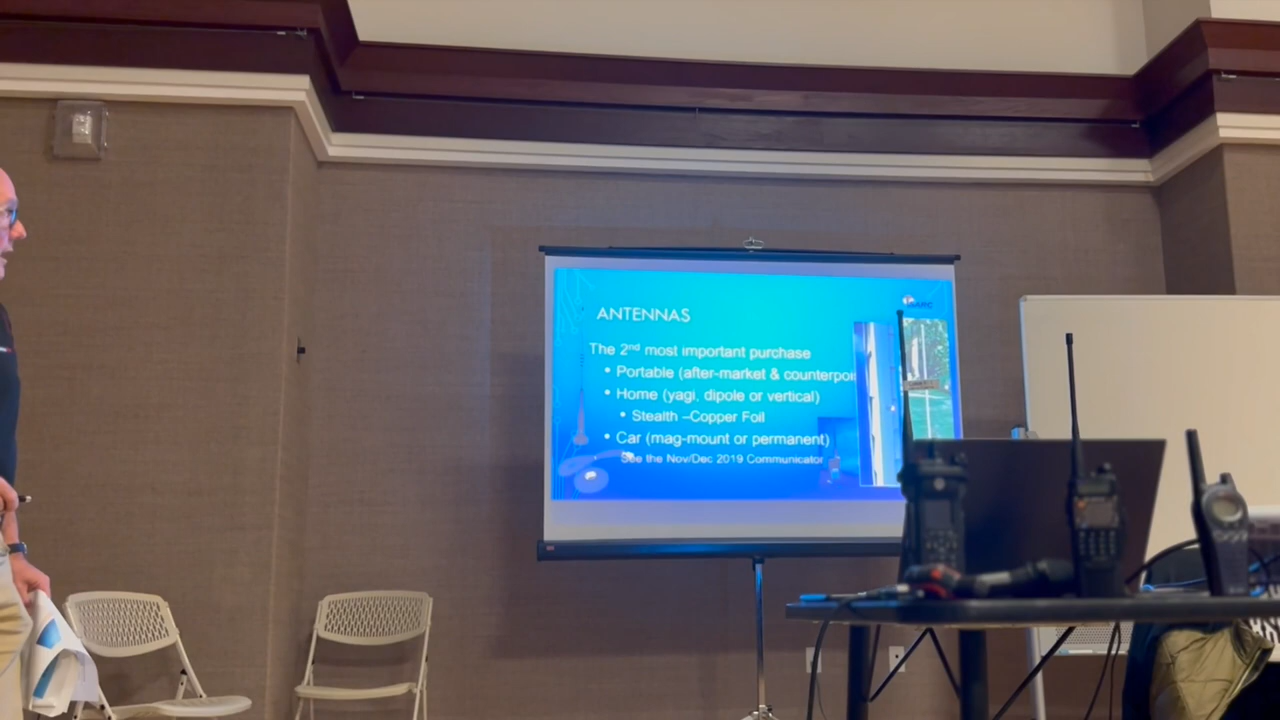 ANTENNAS
The 2nd most important purchase
• Portable (after-market & counterpoi
• Home (yagi, dipole or vertical)
• Stealth –Copper Foil
• Car (mag-mount or permanent)
See the Nov/Dec 2019 Communicator